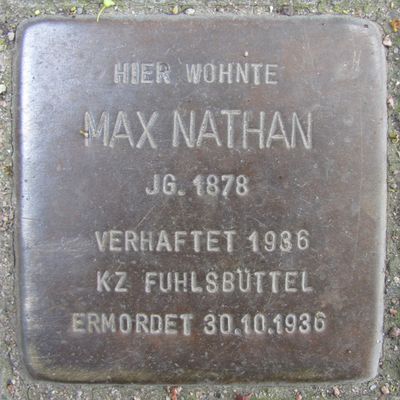 HIER WOHNTE
MAX NATHAN
JG. 1878
VERHAFTET 1936
KZ FUHLSBÜTTEL
ERMORDET 30.10.1936